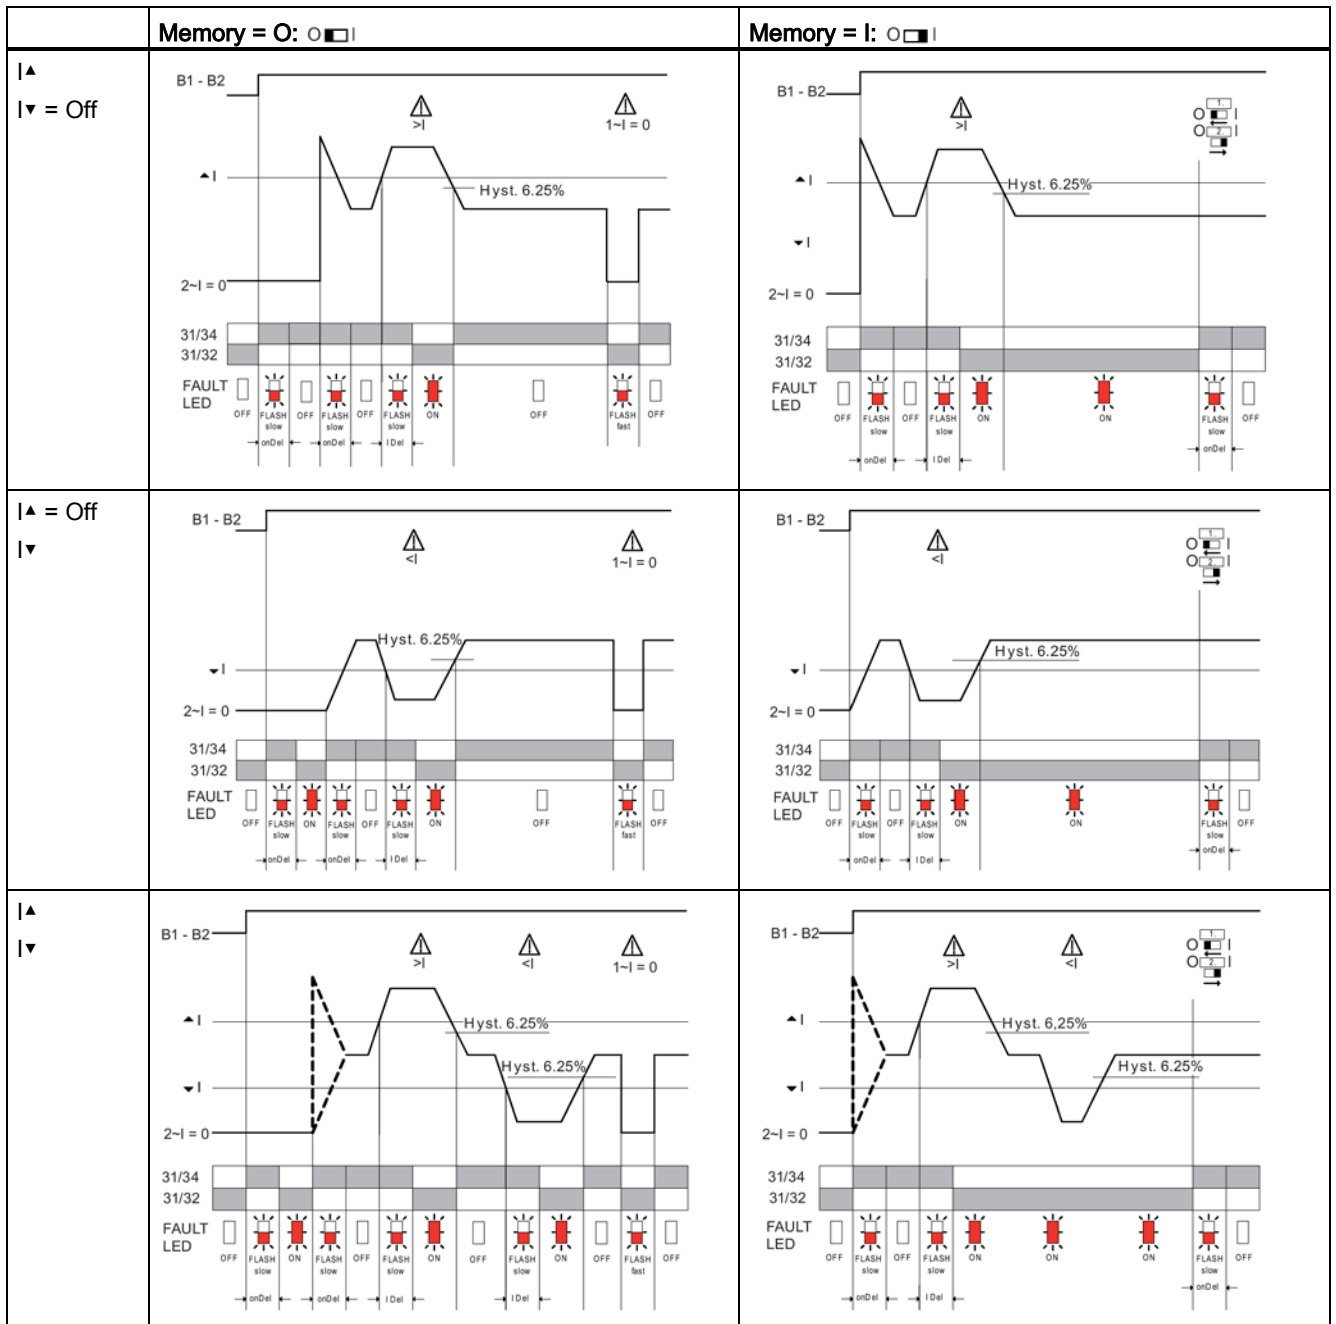 Memory = O: O I
Memory = I: O I
I▲
I▼ = Off
B1 - B2
>I
1~I = 0
▲I
Hyst. 6.25%
2~I = 0
31/34
31/32
FAULT
LED
OFF FLASH OFF FLASH OFF FLASH ON OFF FLASH OFF
slow slow slow fast
onDel onDel I Del
B1 - B2
>I
1.
O I
O 2. I
▲I
Hyst. 6.25%
▼I
2~I = 0
31/34
31/32
FAULT
LED
OFF FLASH OFF FLASH ON ON FLASH OFF
slow slow slow
onDel I Del onDel
I▲ = Off
I▼
B1 - B2
<I
1~I = 0
Hyst. 6.25%
▼I
2~I = 0
31/34
31/32
FAULT
LED
OFF FLASH ON FLASH OFF FLASH ON OFF FLASH OFF
slow slow slow fast
onDel onDel I Del
B1 - B2
<I
1.
O I
O 2. I
Hyst. 6.25%
▼I
2~I = 0
31/34
31/32
FAULT
LED
OFF FLASH OFF FLASH ON ON FLASH OFF
slow slow slow
onDel I Del onDel
I▲
I▼
B1 - B2
>I <I
1~I = 0
▲I
Hyst. 6.25%
Hyst. 6.25%
▼I
2~I = 0
31/34
31/32
FAULT
LED
OFF FLASH ON FLASH OFF FLASH ON OFF FLASH ON OFF FLASH OFF
slow slow slow slow fast
onDel onDel I Del I Del
B1 - B2
>I <I
1.
O I
O 2. I
▲I
Hyst. 6,25%
Hyst. 6.25%
▼I
2~I = 0
31/34
31/32
FAULT
LED
OFF FLASH OFF FLASH ON ON ON FLASH OFF
slow slow slow
onDel I Del onDel